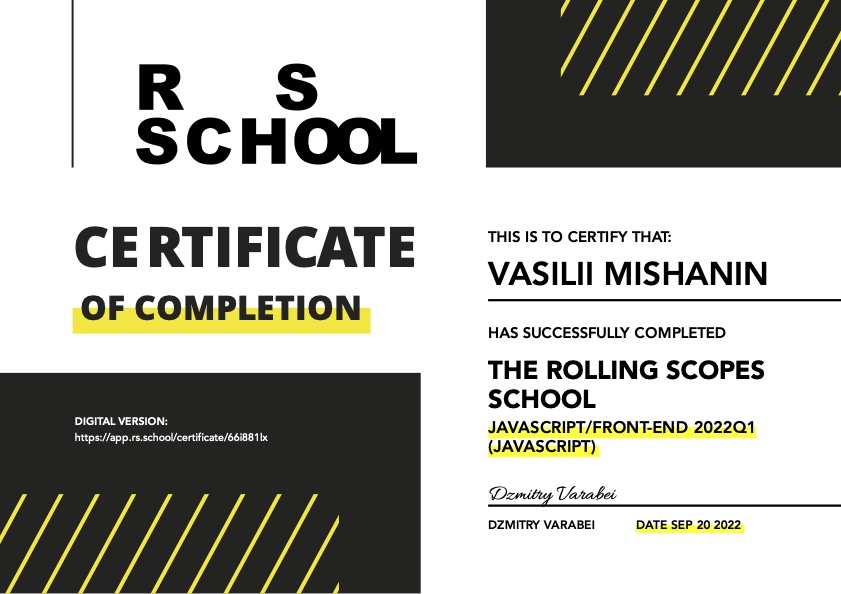 R S
SCHOOL
CERTIFICATE
OF COMPLETION
DIGITAL VERSION:
https://app.rs.school/certificate/66i881lx
THIS IS TO CERTIFY THAT:
VASILII MISHANIN
HAS SUCCESSFULLY COMPLETED
THE ROLLING SCOPES
SCHOOL
JAVASCRIPT/FRONT-END 2022Q1
(JAVASCRIPT)
Dzmitry Varabei
DZMITRY VARABEI DATE SEP 20 2022